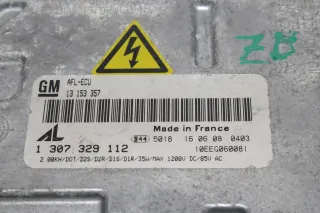 ZB
GM
AFL-ECU
13 153 357
AL
Made in France
S44 5018 16 06 08 0403
1 307 329 112
10EEG060081
2.00KH/DOT/D2S/D2R/D1S/D1R/35W/MAX 1200V DC/85V AC